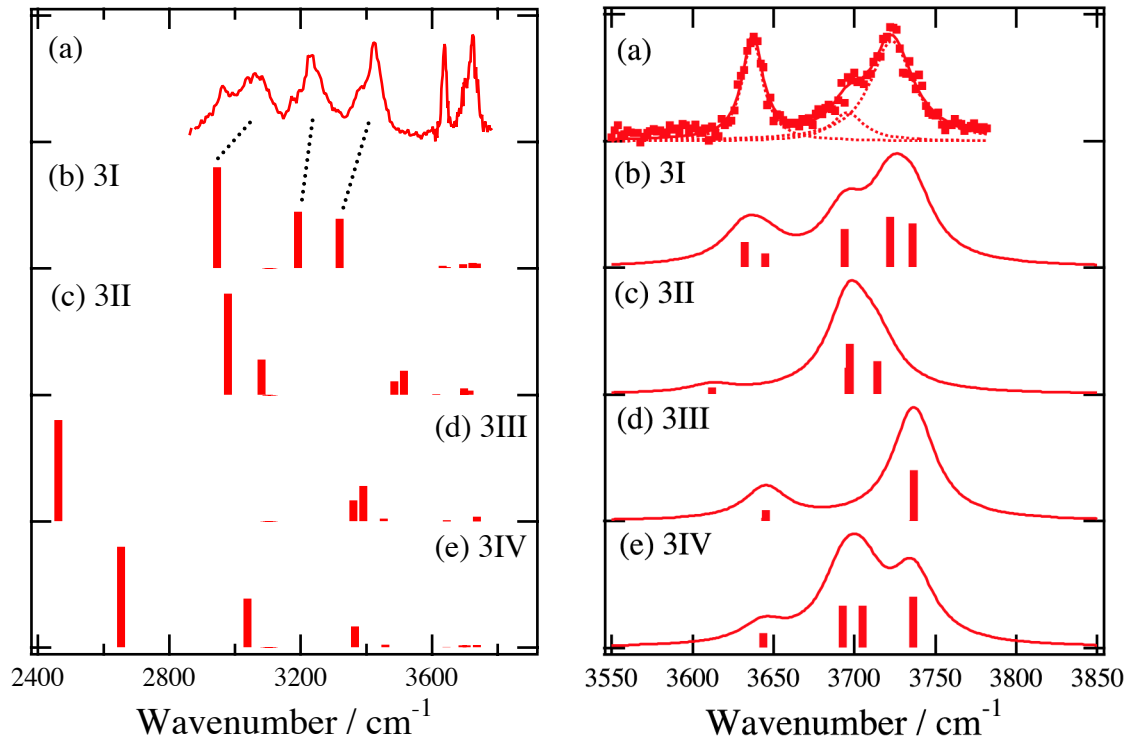 (a)
(b) 3I
(c) 3II
(d) 3III
(e) 3IV
2400 2800 3200 3600
Wavenumber / cm-1
(a)
(b) 3I
(c) 3II
(d) 3III
(e) 3IV
3550 3600 3650 3700 3750 3800 3850
Wavenumber / cm-1